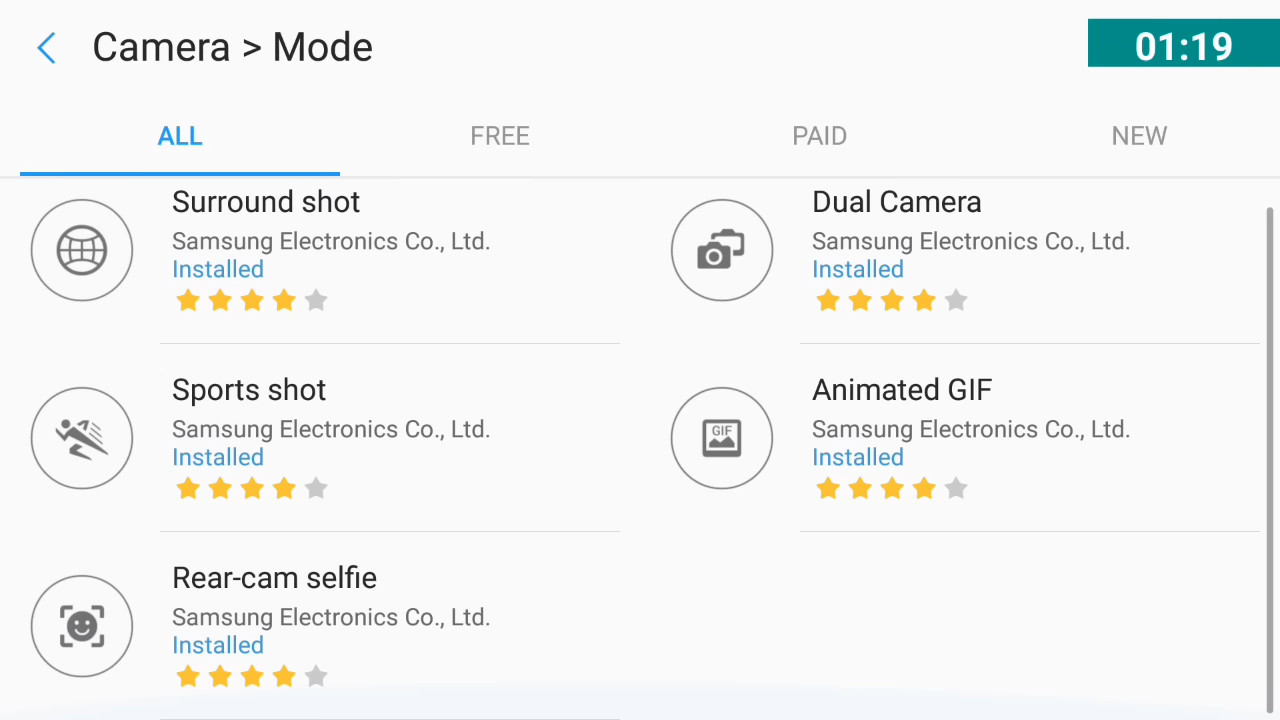 Camera > Mode
01:19
ALL
FREE
PAID
NEW
Surround shot
Samsung Electronics Co., Ltd.
Installed
Dual Camera
Samsung Electronics Co., Ltd.
Installed
Sports shot
Samsung Electronics Co., Ltd.
Installed
GIF
Animated GIF
Samsung Electronics Co., Ltd.
Installed
Rear-cam selfie
Samsung Electronics Co., Ltd.
Installed